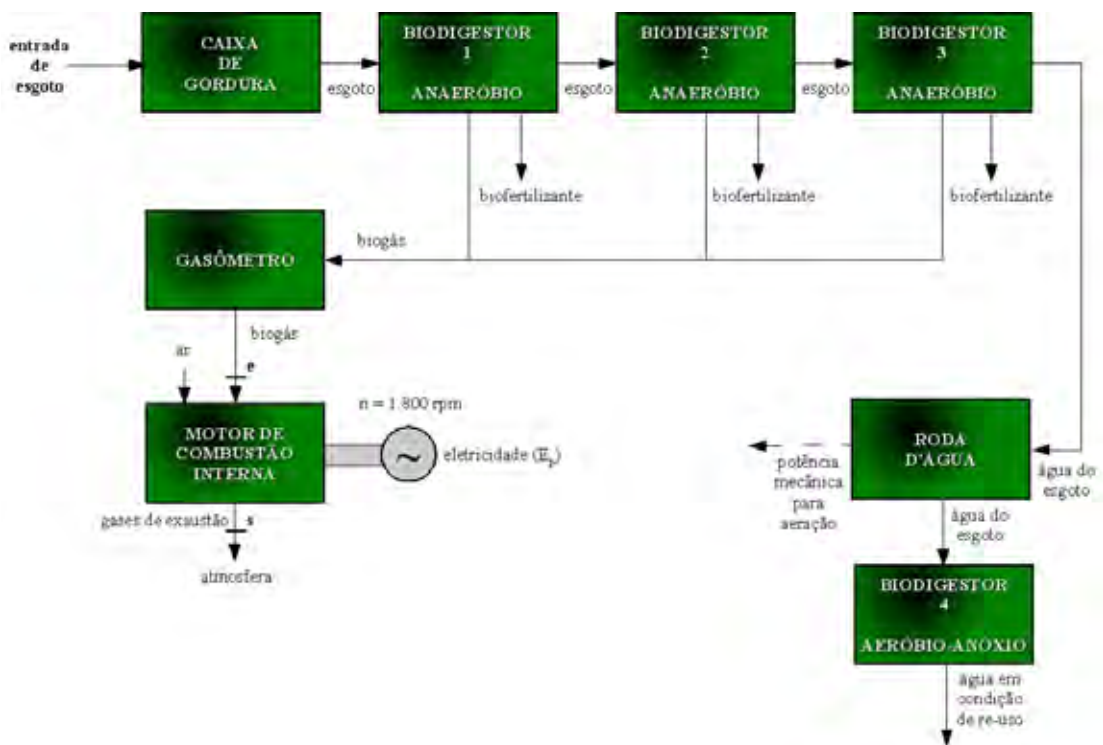 entrada
de
esgoto
CAIXA
DE
GORDURA
esgoto
BIODIGESTOR
1
ANAERÓBIO
esgoto
BIODIGESTOR
2
ANAERÓBIO
esgoto
BIODIGESTOR
3
ANAERÓBIO
biofertilizante
biofertilizante
biofertilizante
biogás
GASÔMETRO
biogás
ar
e
n = 1.800 rpm
MOTOR DE
COMBUSTÃO
INTERNA
~
eletricidade (Ep)
gases de exaustão
s
atmosfera
RODA
D'ÁGUA
água do
esgoto
potência
mecânica
para
aeração
água do
esgoto
BIODIGESTOR
4
AERÓBIO-ANÓXIO
água em
condição
de re-uso